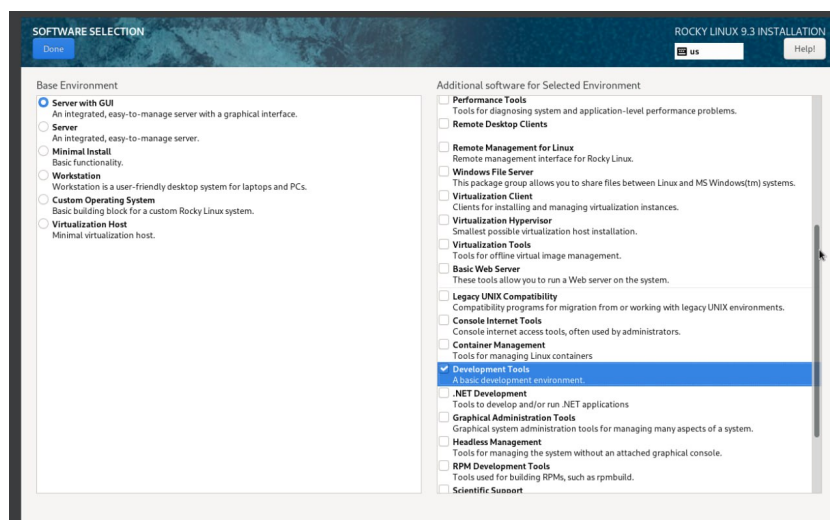 SOFTWARE SELECTION
Done
ROCKY LINUX 9.3 INSTALLATION
us
Help!
Base Environment
Server with GUI
An integrated, easy-to-manage server with a graphical interface.
Server
An integrated, easy-to-manage server.
Minimal Install
Basic functionality.
Workstation
Workstation is a user-friendly desktop system for laptops and PCs.
Custom Operating System
Basic building block for a custom Rocky Linux system.
Virtualization Host
Minimal virtualization host.
Additional software for Selected Environment
Performance Tools
Tools for diagnosing system and application-level performance problems.
Remote Desktop Clients
Remote Management for Linux
Remote management interface for Rocky Linux.
Windows File Server
This package group allows you to share files between Linux and MS Windows(tm) systems.
Virtualization Client
Clients for installing and managing virtualization instances.
Virtualization Hypervisor
Smallest possible virtualization host installation.
Virtualization Tools
Tools for offline virtual image management.
Basic Web Server
These tools allow you to run a Web server on the system.
Legacy UNIX Compatibility
Compatibility programs for migration from or working with legacy UNIX environments.
Console Internet Tools
Console internet access tools, often used by administrators.
Container Management
Tools for managing Linux containers
Development Tools
A basic development environment.
.NET Development
Tools to develop and/or run .NET applications
Graphical Administration Tools
Graphical system administration tools for managing many aspects of a system.
Headless Management
Tools for managing the system without an attached graphical console.
RPM Development Tools
Tools used for building RPMs, such as rpmbuild.
Scientific Support